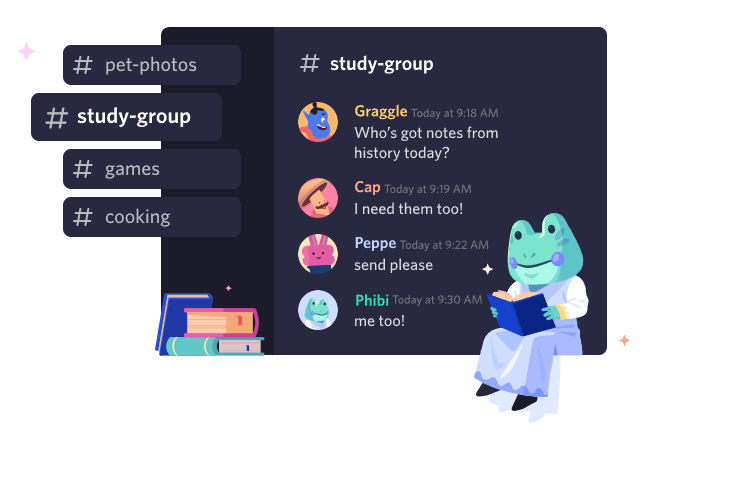 # pet-photos
# study-group
# games
# cooking
# study-group
Graggle Today at 9:18 AM
Who's got notes from
history today?
Cap Today at 9:19 AM
I need them too!
Peppe Today at 9:22 AM
send please
Phibi Today at 9:30 AM
me too!